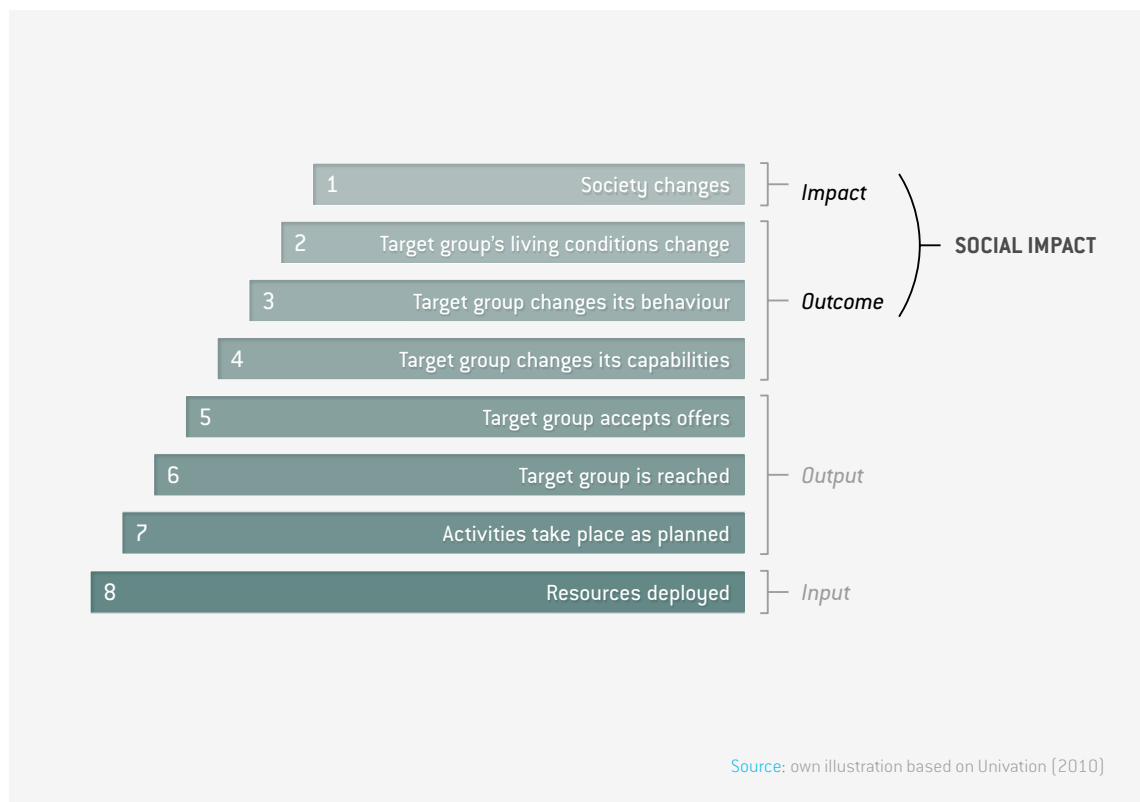 1 Society changes
Impact
2 Target group's living conditions change
SOCIAL IMPACT
3 Target group changes its behaviour
Outcome
4 Target group changes its capabilities
5 Target group accepts offers
6 Target group is reached
Output
7 Activities take place as planned
8 Resources deployed
Input
Source: own illustration based on Univation (2010)